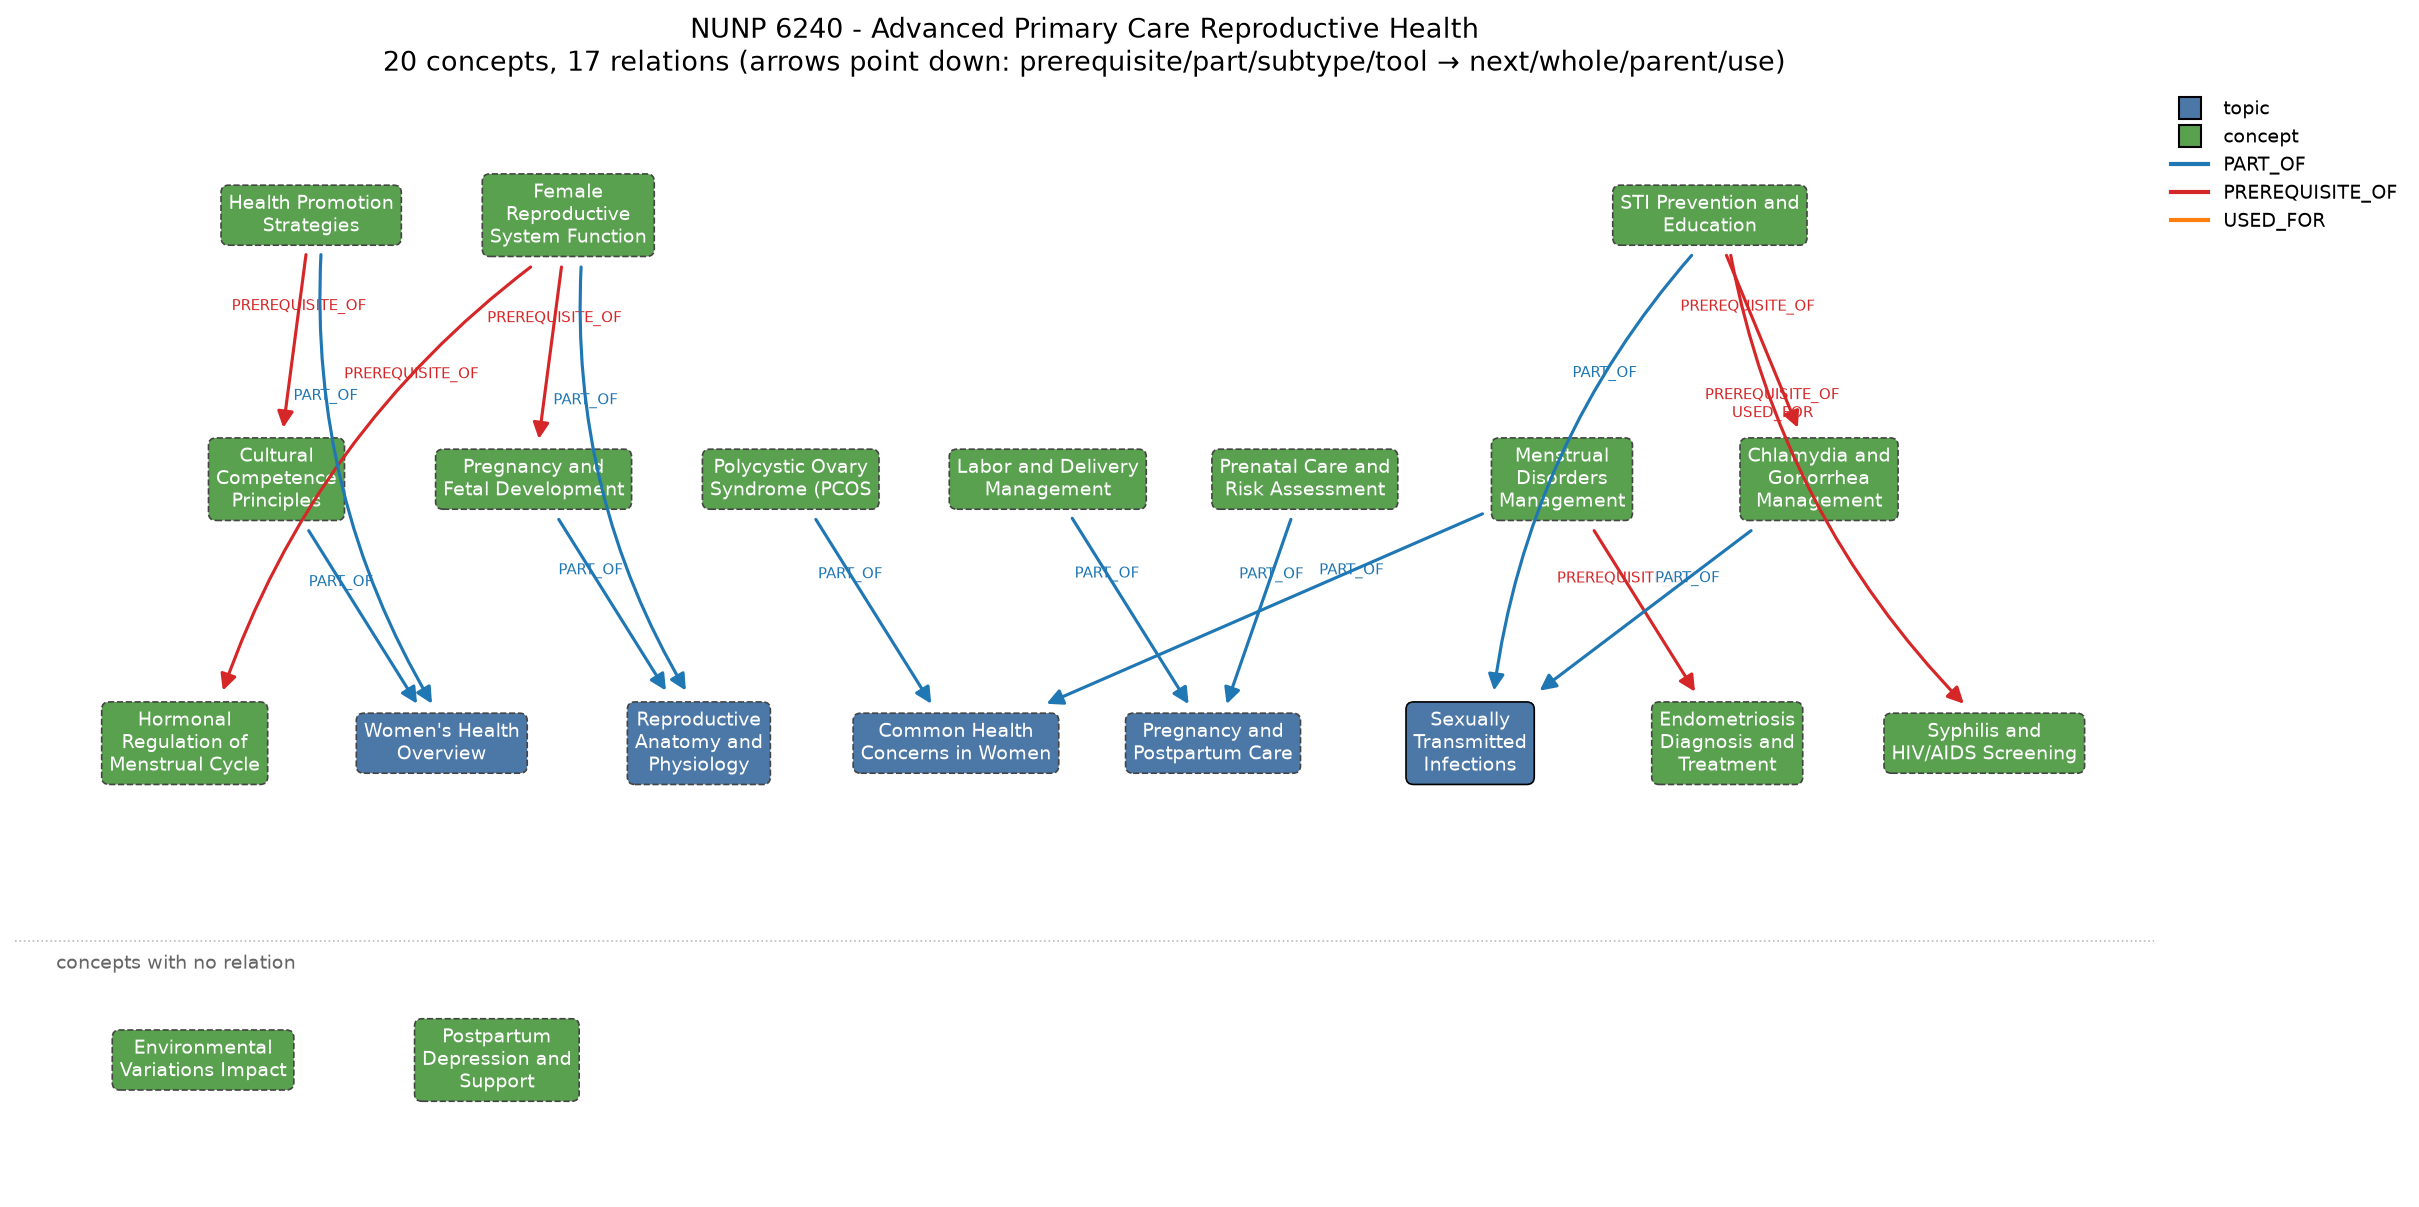 NUNP 6240 - Advanced Primary Care Reproductive Health
20 concepts, 17 relations (arrows point down: prerequisite/part/subtype/tool → next/whole/parent/use)
topic
concept
PART_OF
PREREQUISITE_OF
USED_FOR
Health Promotion
Strategies
Female
Reproductive
System Function
STI Prevention and
Education
PREREQUISITE_OF
PREREQUISITE_OF
PREREQUISITE_OF
PREREQUISITE_OF
PART_OF
PART_OF
PART_OF
PREREQUISITE_OF
USED_FOR
Cultural
Competence
Principles
Pregnancy and
Fetal Development
Polycystic Ovary
Syndrome (PCOS
Labor and Delivery
Management
Prenatal Care and
Risk Assessment
Menstrual
Disorders
Management
Chlamydia and
Gonorrhea
Management
PART_OF
PART_OF
PART_OF
PART_OF
PART_OF
PART_OF
PREREQUISIT
PART_OF
Hormonal
Regulation of
Menstrual Cycle
Women's Health
Overview
Reproductive
Anatomy and
Physiology
Common Health
Concerns in Women
Pregnancy and
Postpartum Care
Sexually
Transmitted
Infections
Endometriosis
Diagnosis and
Treatment
Syphilis and
HIV/AIDS Screening
concepts with no relation
Environmental
Variations Impact
Postpartum
Depression and
Support